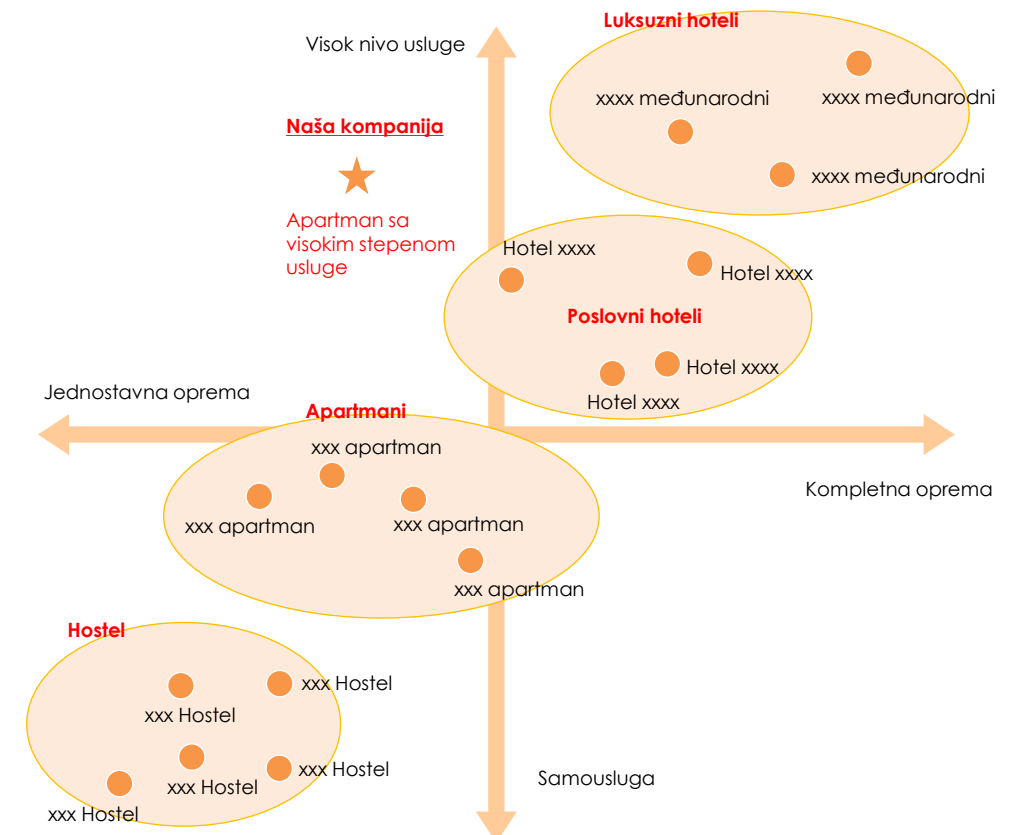 Luksuzni hoteli
Visok nivo usluge
xxxx međunarodni
xxxx međunarodni
Naša kompanija
xxxx međunarodni
Apartman sa
visokim stepenom
usluge
Hotel xxxx
Hotel xxxx
Poslovni hoteli
Hotel xxxx
Hotel xxxx
Jednostavna oprema
Apartmani
xxx apartman
Kompletna oprema
xxx apartman
xxx apartman
xxx apartman
Hostel
xxx Hostel
xxx Hostel
xxx Hostel
xxx Hostel
xxx Hostel
Samousluga